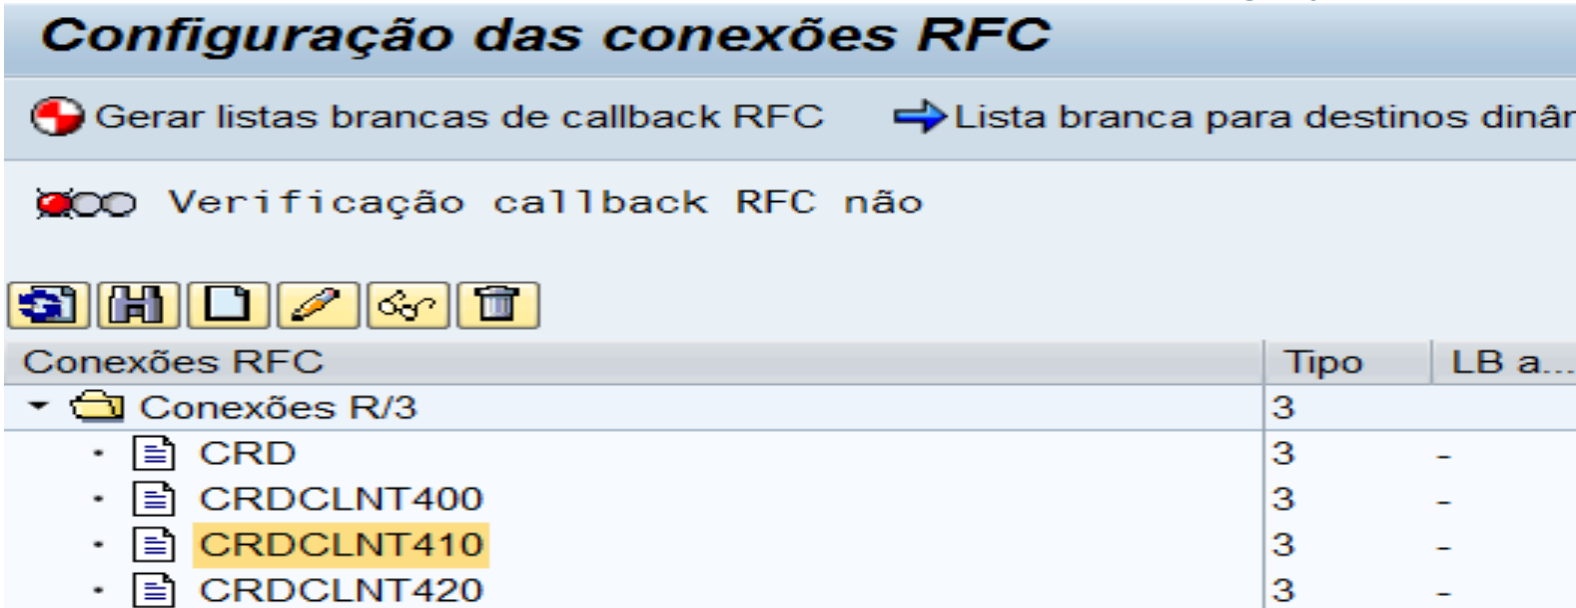 Configuração das conexões RFC
Gerar listas brancas de callback RFC Lista branca para destinos
Verificação callback RFC não
Conexões RFC Tipo LB a...
Conexões R/3 3
CRD 3 -
CRDCLNT400 3 -
CRDCLNT410 3 -
CRDCLNT420 3 -